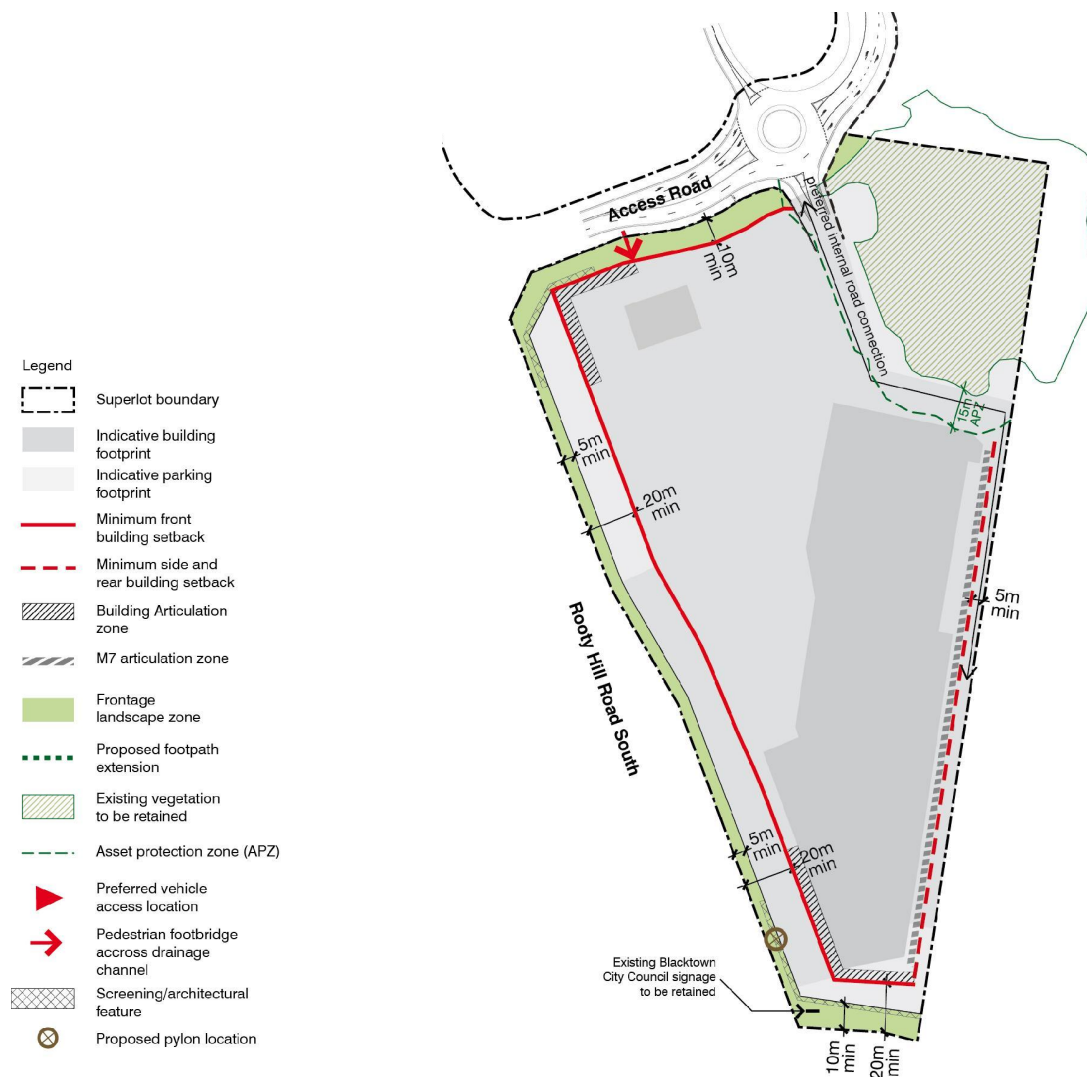 Legend
Superlot boundary
Indicative building
footprint
Indicative parking
footprint
Minimum front
building setback
Minimum side and
rear building setback
Building Articulation
zone
M7 articulation zone
Frontage
landscape zone
Proposed footpath
extension
Existing vegetation
to be retained
Asset protection zone (APZ)
Preferred vehicle
access location
Pedestrian footbridge
accross drainage
channel
Screening/architectural
feature
Proposed pylon location
Access Road
10m
min
preferred internal road connection
15m
APZ
5m
min
20m
min
5m
min
Rooty Hill Road South
5m
min
20m
min
Existing Blacktown
City Council signage
to be retained
10m
min
20m
min